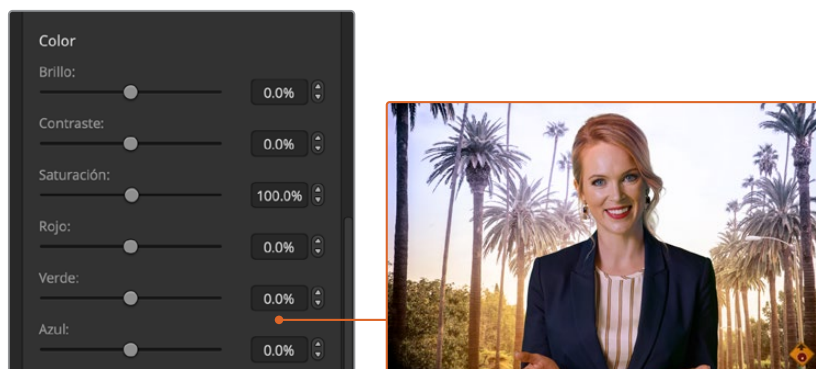 Color
Brillo:
0.0%
Contraste:
0.0%
Saturación:
100.0%
Rojo:
0.0%
Verde:
0.0%
Azul:
0.0%